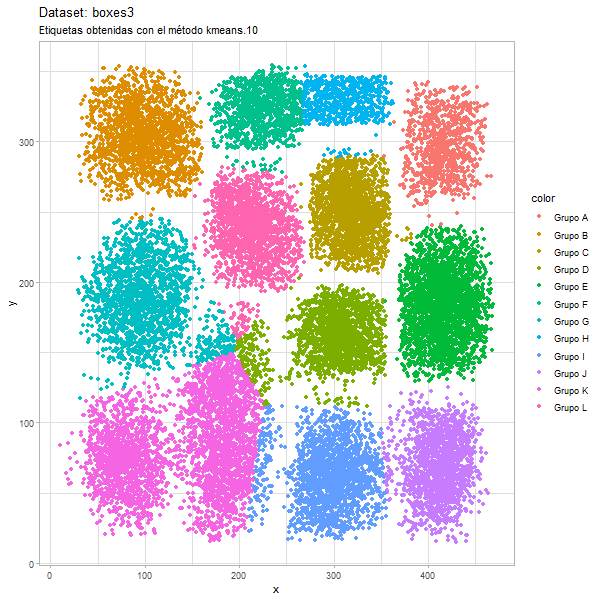 Dataset: boxes3
Etiquetas obtenidas con el método kmeans.10
300
200
100
0
y
0 100 200 300 400
x
color
Grupo A
Grupo B
Grupo C
Grupo D
Grupo E
Grupo F
Grupo G
Grupo H
Grupo I
Grupo J
Grupo K
Grupo L